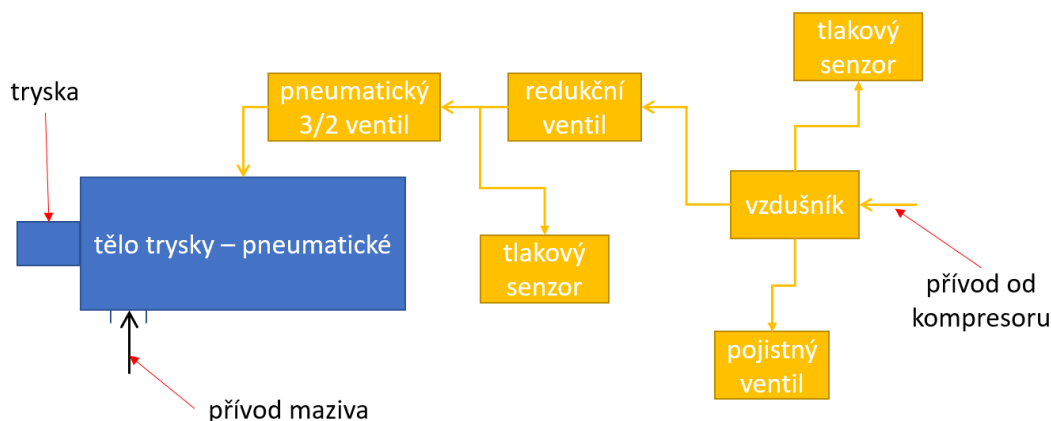 tlakový
senzor
tryska
pneumatický
3/2 ventil
redukční
ventil
vzdušník
tělo trysky – pneumatické
tlakový
senzor
přívod od
kompresoru
pojistný
ventil
přívod maziva